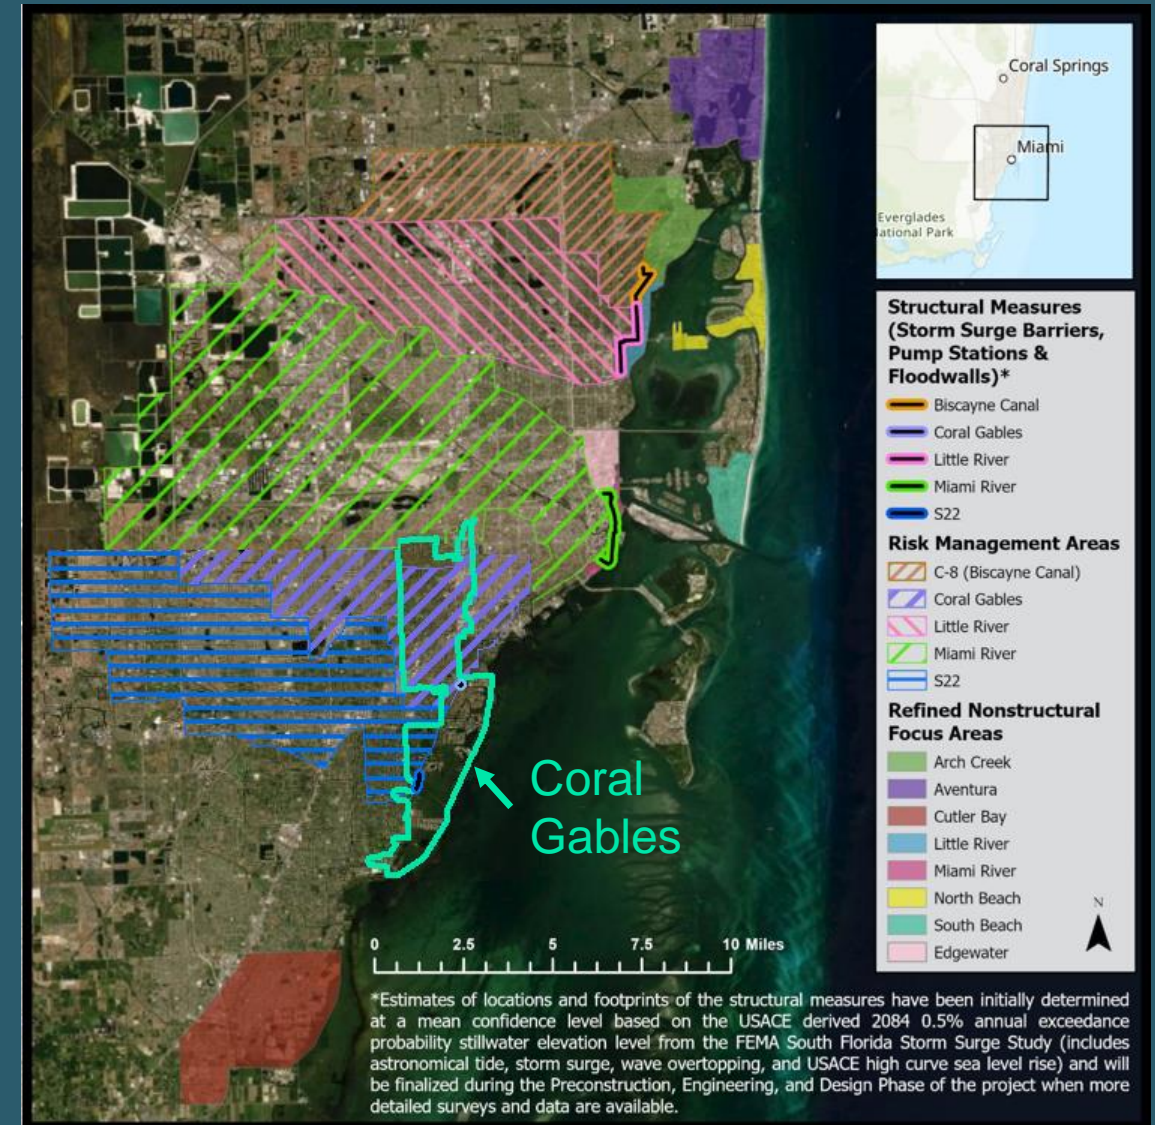 Coral Springs
Miami
Everglades
National Park
Structural Measures
(Storm Surge Barriers,
Pump Stations &
Floodwalls)*
Biscayne Canal
Coral Gables
Little River
Miami River
S22
Risk Management Areas
C-8 (Biscayne Canal)
Coral Gables
Little River
Miami River
S22
Refined Nonstructural
Focus Areas
Arch Creek
Aventura
Cutler Bay
Little River
Miami River
North Beach
South Beach
Edgewater
N
Coral
Gables
0 2.5 5 7.5 10 Miles
*Estimates of locations and footprints of the structural measures have been initially determined
at a mean confidence level based on the USACE derived 2084 0.5% annual exceedance
probability stillwater elevation level from the FEMA South Florida Storm Surge Study (includes
astronomical tide, storm surge, wave overtopping, and USACE high curve sea level rise) and will
be finalized during the Preconstruction, Engineering, and Design Phase of the project when more
detailed surveys and data are available.